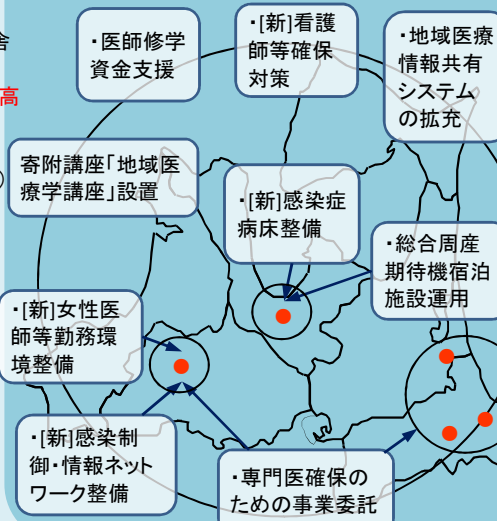 舎
高
)
・医師修学
資金支援
・[新]看護
師等確保
対策
・地域医療
情報共有
システム
の拡充
寄附講座「地域医
療学講座」設置
・[新]感染症
病床整備
・総合周産
期待機宿泊
施設運用
・[新]女性医
師等勤務環
境整備
・[新]感染制
御・情報ネット
ワーク整備
・専門医確保の
ための事業委託